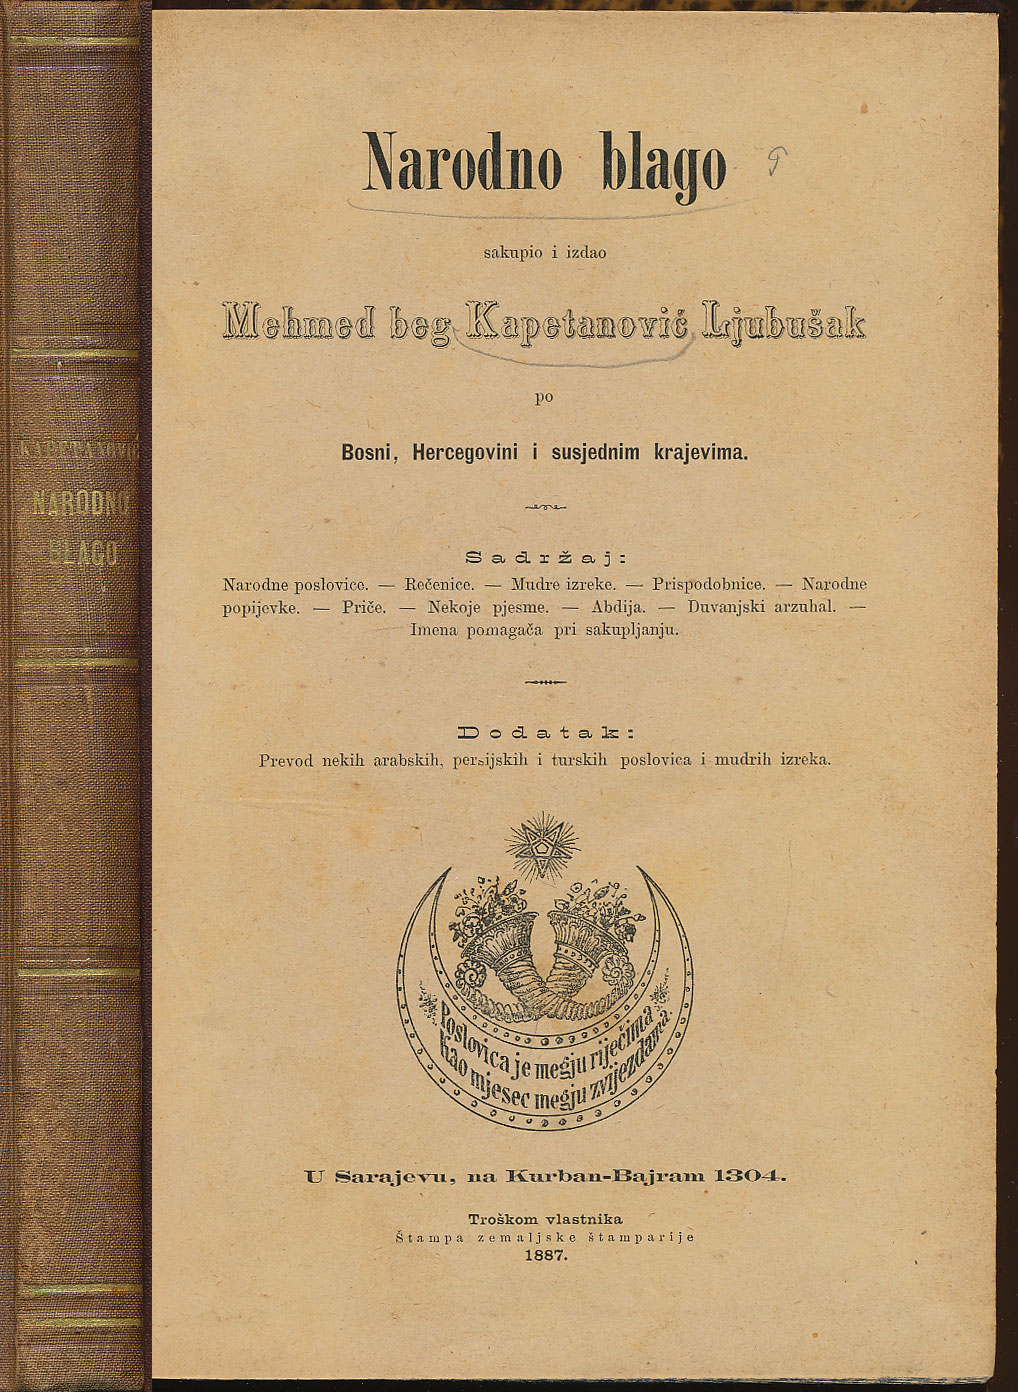 KAPETANOVIĆ
NARODNO
BLAGO
Narodno blago
sakupio i izdao
Mehmed beg Kapetanović Ljubušak
po
Bosni, Hercegovini i susjednim krajevima.
Sadržaj:
Narodne poslovice. — Rečenice. — Mudre izreke. — Prispodobnice. — Narodne
popijevke. — Priče. — Nekoje pjesme. — Abdija. — Duvanjski arzuhal. —
Imena pomagača pri sakupljanju.
Dodatak:
Prevod nekih arabskih, persijskih i turskih poslovica i mudrih izreka.
Poslovica je megju riječima
kao mjesec megju zvijezdama.
U Sarajevu, na Kurban-Bajram 1304.
Troškom vlastnika
Štampa zemaljske štamparije
1887.